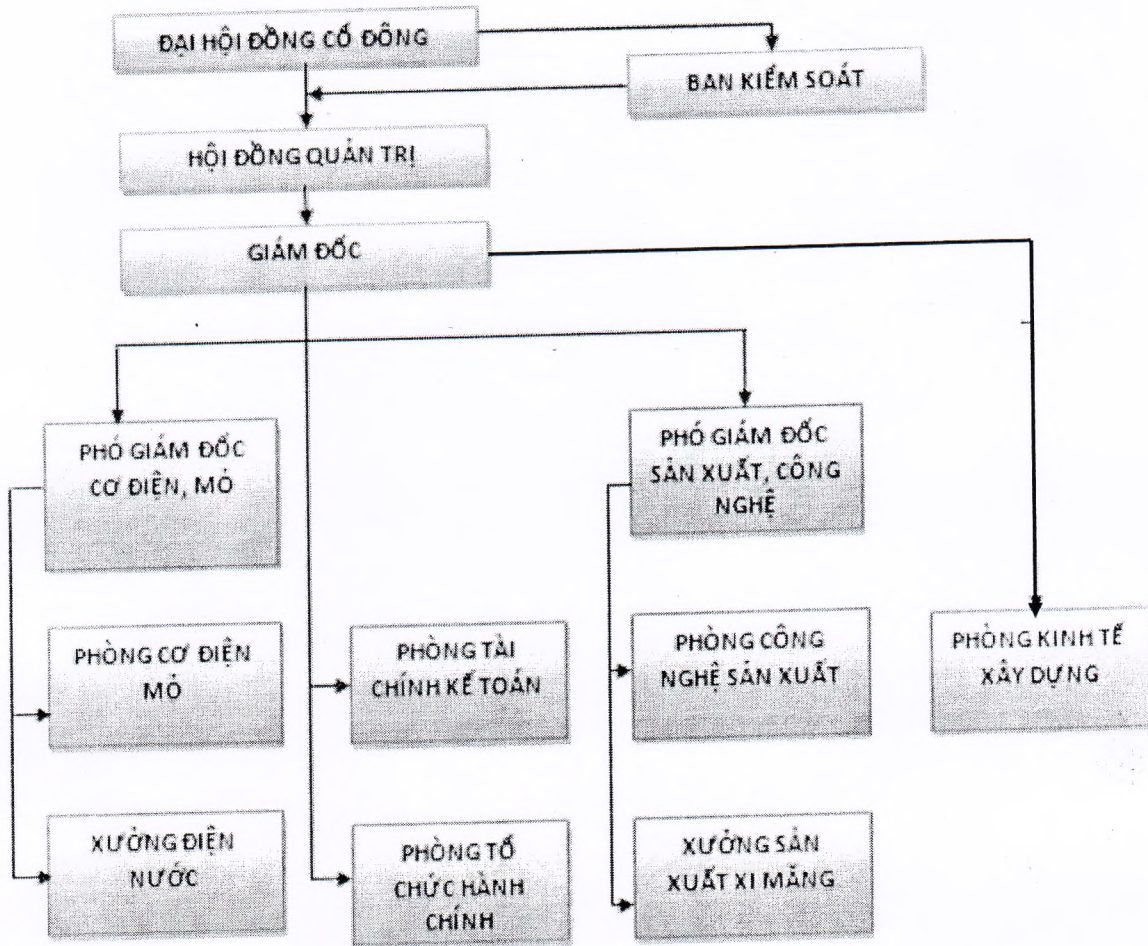 ĐẠI HỘI ĐỒNG CỔ ĐÔNG
BAN KIỂM SOÁT
HỘI ĐỒNG QUẢN TRỊ
GIÁM ĐỐC
PHÓ GIÁM ĐỐC
CƠ ĐIỆN, MỎ
PHÓ GIÁM ĐỐC
SẢN XUẤT, CÔNG
NGHỆ
PHÒNG CƠ ĐIỆN
MỎ
PHÒNG TÀI
CHÍNH KẾ TOÁN
PHÒNG CÔNG
NGHỆ SẢN XUẤT
PHÒNG KINH TẾ
XÂY DỰNG
XƯỞNG ĐIỆN
NƯỚC
PHÒNG TỔ
CHỨC HÀNH
CHÍNH
XƯỞNG SẢN
XUẤT XI MĂNG